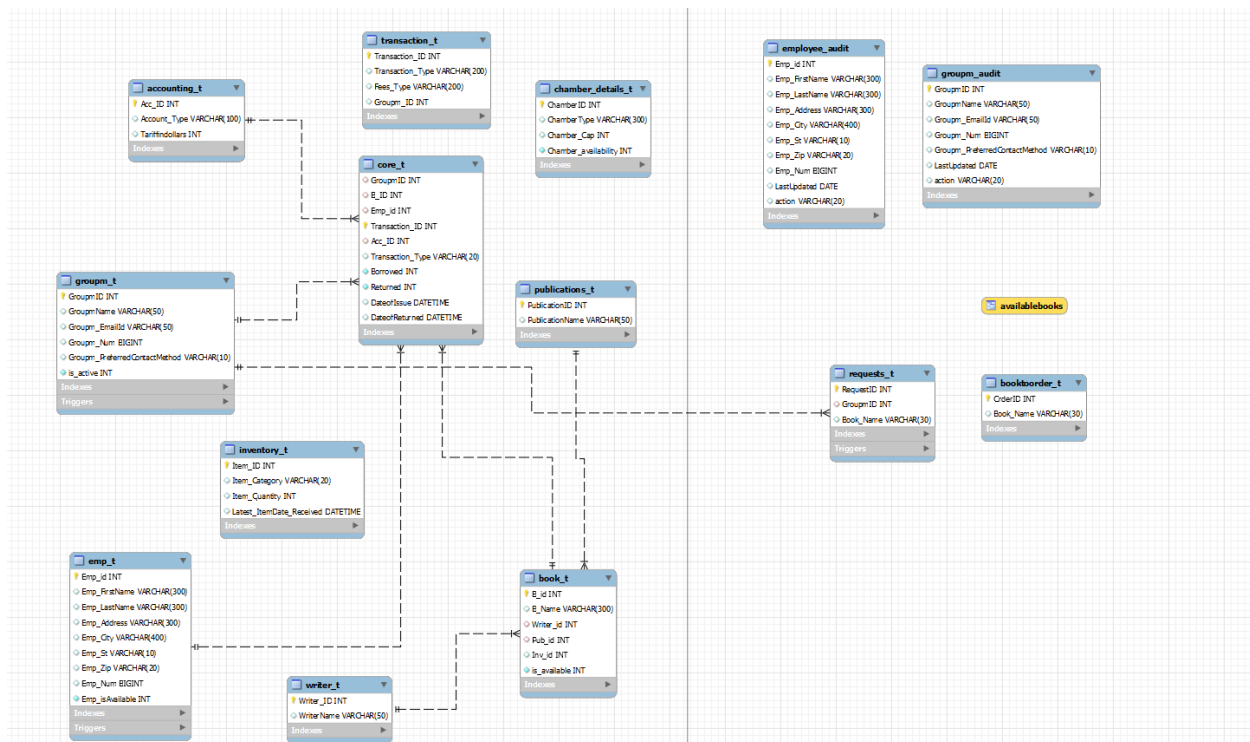 transaction_t
Transaction_ID INT
Transaction_Type VARCHAR(200)
Fees_Type VARCHAR(200)
Groupm_ID INT
Indexes
accounting_t
Acc_ID INT
Account_Type VARCHAR(100)
Tariffindollars INT
Indexes
chamber_details_t
ChamberID INT
ChamberType VARCHAR(300)
Chamber_Cap INT
Chamber_availability INT
Indexes
employee_audit
Emp_id INT
Emp_FirstName VARCHAR(300)
Emp_LastName VARCHAR(300)
Emp_Address VARCHAR(300)
Emp_City VARCHAR(400)
Emp_St VARCHAR(10)
Emp_Zip VARCHAR(20)
Emp_Num BIGINT
LastUpdated DATE
action VARCHAR(20)
Indexes
groupm_audit
GroupmID INT
GroupmName VARCHAR(50)
Groupm_EmailId VARCHAR(50)
Groupm_Num BIGINT
Groupm_PreferredContactMethod VARCHAR(10)
LastUpdated DATE
action VARCHAR(20)
Indexes
core_t
GroupmID INT
B_ID INT
Emp_id INT
Transaction_ID INT
Acc_ID INT
Transaction_Type VARCHAR(20)
Borrowed INT
Returned INT
DateofIssue DATETIME
DateofReturned DATETIME
Indexes
groupm_t
GroupmID INT
GroupmName VARCHAR(50)
Groupm_EmailId VARCHAR(50)
Groupm_Num BIGINT
Groupm_PreferredContactMethod VARCHAR(10)
is_active INT
Indexes
Triggers
publications_t
PublicationID INT
PublicationName VARCHAR(50)
Indexes
availablebooks
requests_t
RequestID INT
GroupmID INT
Book_Name VARCHAR(30)
Indexes
Triggers
booktoorder_t
OrderID INT
Book_Name VARCHAR(30)
Indexes
inventory_t
Item_ID INT
Item_Category VARCHAR(20)
Item_Quantity INT
Latest_ItemDate_Received DATETIME
Indexes
emp_t
Emp_id INT
Emp_FirstName VARCHAR(300)
Emp_LastName VARCHAR(300)
Emp_Address VARCHAR(300)
Emp_City VARCHAR(400)
Emp_St VARCHAR(10)
Emp_Zip VARCHAR(20)
Emp_Num BIGINT
Emp_isAvailable INT
Indexes
Triggers
writer_t
Writer_ID INT
WriterName VARCHAR(50)
Indexes
book_t
B_id INT
B_Name VARCHAR(300)
Writer_id INT
Pub_id INT
Inv_id INT
is_available INT
Indexes